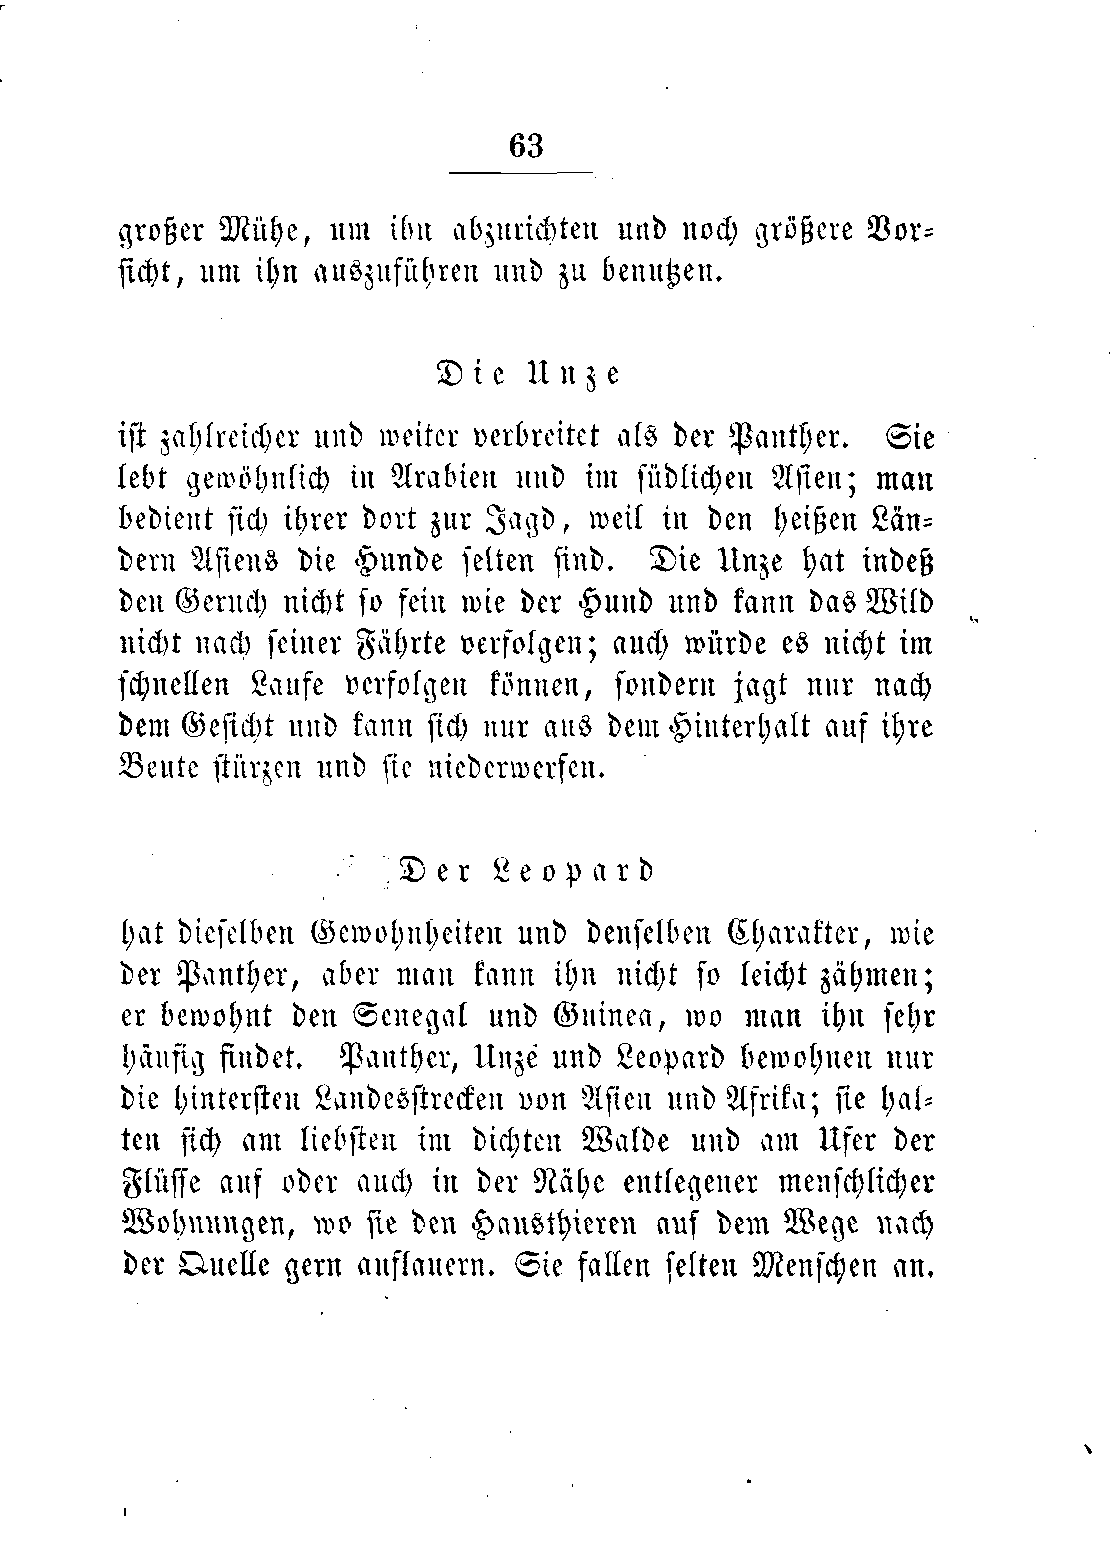 63
großer Mühe, um ihn abzurichten und noch größere Vor-
sicht, um ihn auszuführen und zu benutzen.
Die Unze
ist zahlreicher und weiter verbreitet als der Panther. Sie
lebt gewöhnlich in Arabien und im südlichen Asien; man
bedient sich ihrer dort zur Jagd, weil in den heißen Län-
dern Asiens die Hunde selten sind. Die Unze hat indeß
den Geruch nicht so fein wie der Hund und kann das Wild
nicht nach seiner Fährte verfolgen; auch würde es nicht im
schnellen Laufe verfolgen können, sondern jagt nur nach
dem Gesicht und kann sich nur aus dem Hinterhalt auf ihre
Beute stürzen und sie niederwerfen.
Der Leopard
hat dieselben Gewohnheiten und denselben Charakter, wie
der Panther, aber man kann ihn nicht so leicht zähmen;
er bewohnt den Senegal und Guinea, wo man ihn sehr
häufig findet. Panther, Unze und Leopard bewohnen nur
die hintersten Landesstrecken von Asien und Afrika; sie hal-
ten sich am liebsten im dichten Walde und am Ufer der
Flüsse auf oder auch in der Nähe entlegener menschlicher
Wohnungen, wo sie den Hausthieren auf dem Wege nach
der Quelle gern auflauern. Sie fallen selten Menschen an.